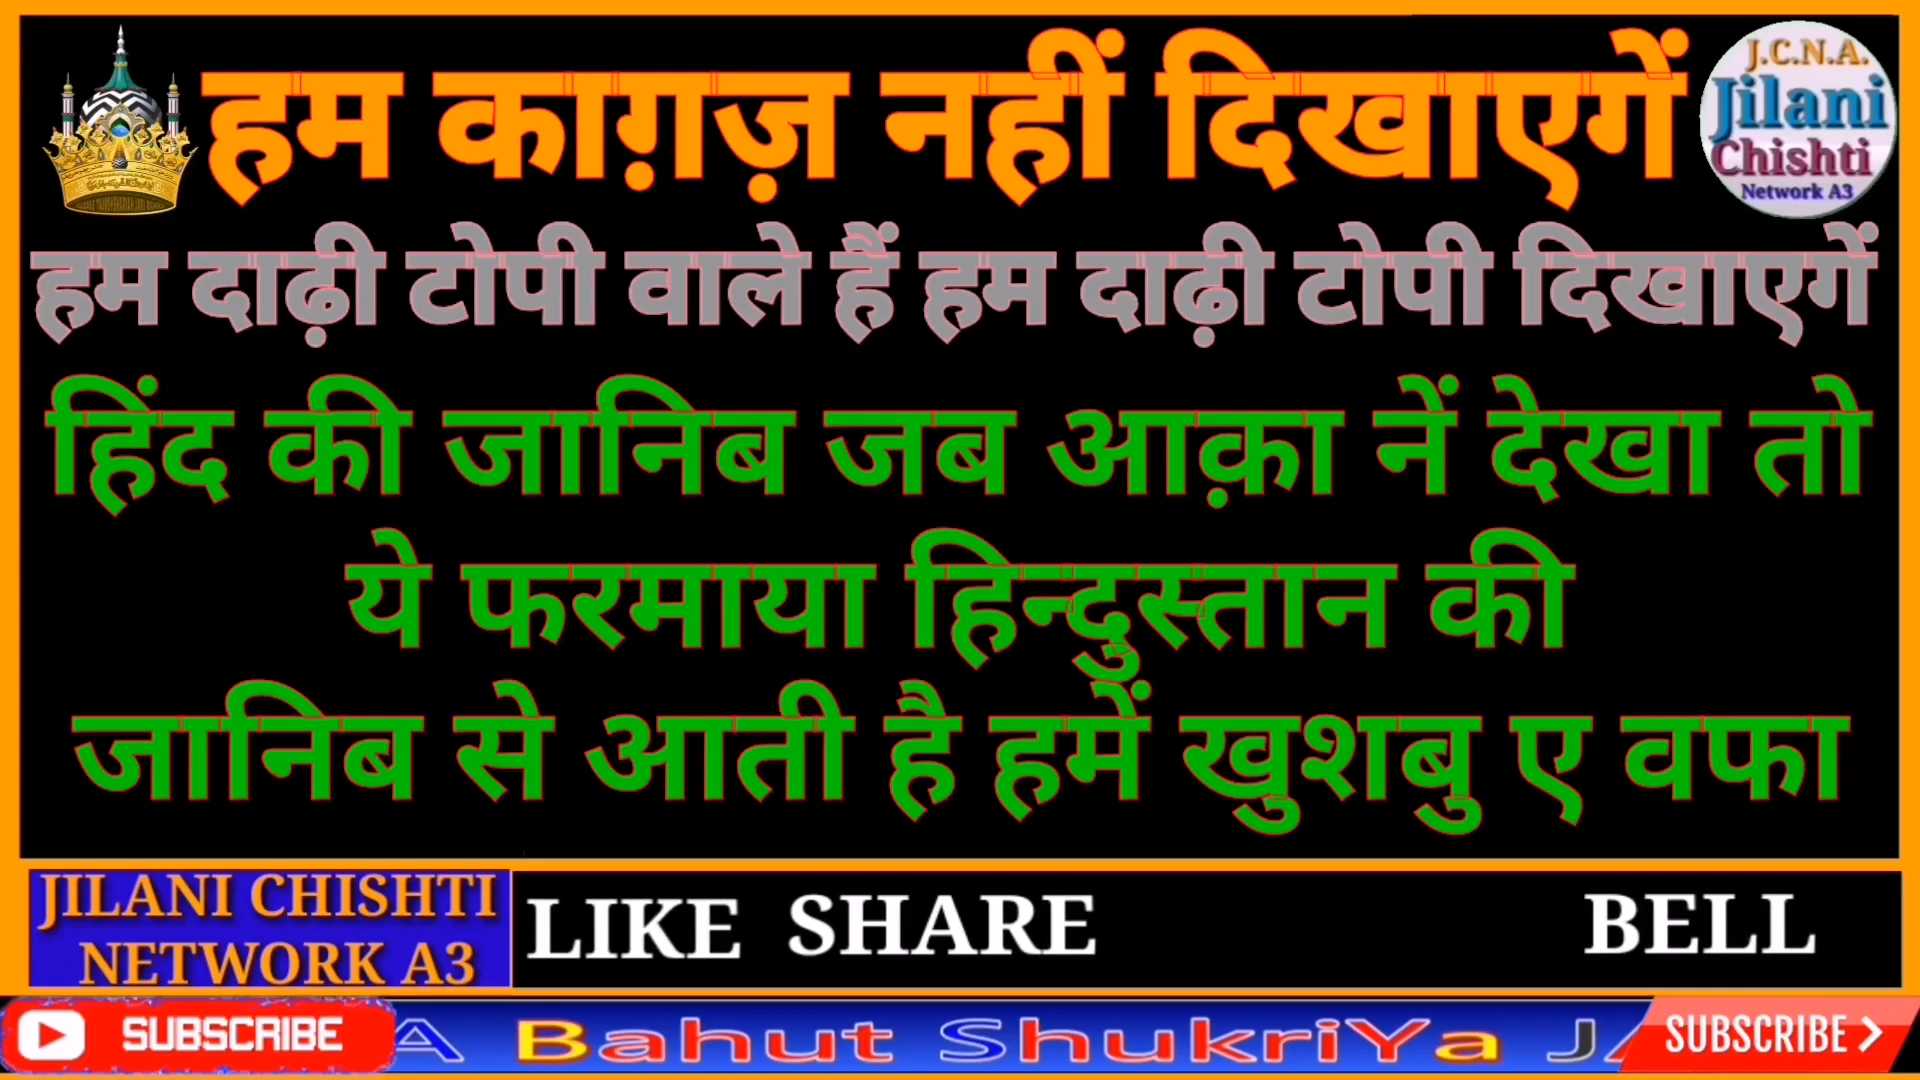 हम काग़ज़ नहीं दिखाएगें
J.C.N.A.
Jilani
Chishti
Network A3
हम दाढ़ी टोपी वाले हैं हम दाढ़ी टोपी दिखाएगें
हिंद की जानिब जब आक़ा नें देखा तो
ये फरमाया हिन्दुस्तान की
जानिब से आती है हमें खुशबु ए वफा
JILANI CHISHTI
NETWORK A3
LIKE SHARE BELL
SUBSCRIBE
A Bahut ShukriYa JA
SUBSCRIBE